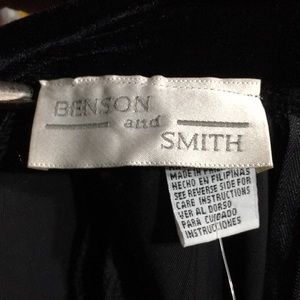 BENSON
and
SMITH
MADE IN PHI
HECHO EN FILIPINAS
SEE REVERSE SIDE FOR
CARE INSTRUCTIONS
VER AL DORSO
PARA CUIDADO
INSTRUCCIONES